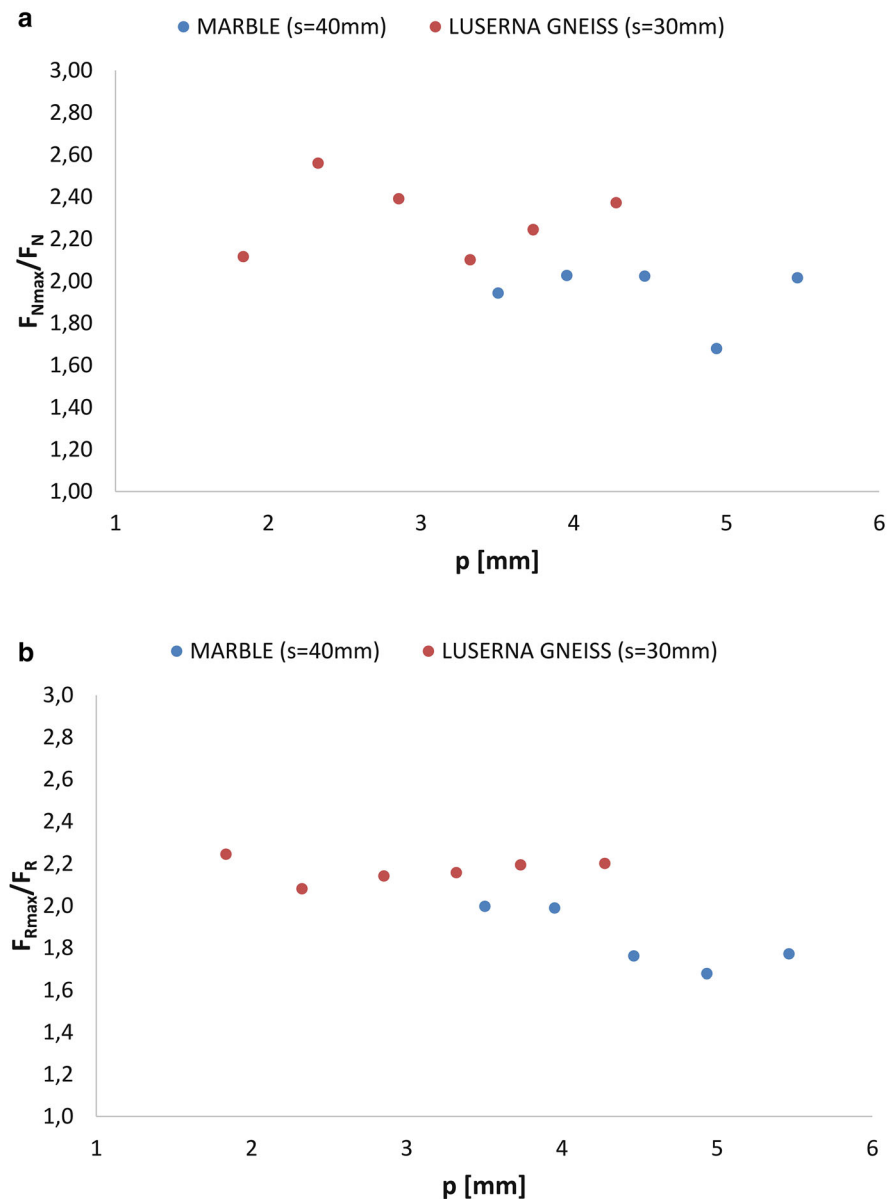 a
MARBLE (s=40mm) LUSERNA GNEISS (s=30mm)
3,00
2,80
2,60
2,40
2,20
2,00
1,80
1,60
1,40
1,20
1,00
FNmax/FN
1 2 3 4 5 6
p [mm]
b
MARBLE (s=40mm) LUSERNA GNEISS (s=30mm)
3,0
2,8
2,6
2,4
2,2
2,0
1,8
1,6
1,4
1,2
1,0
FRmax/FR
1 2 3 4 5 6
p [mm]